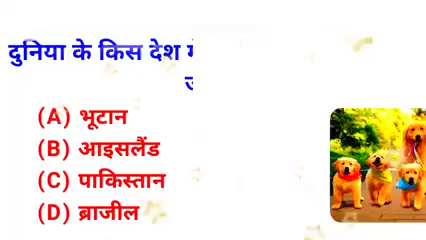 दुनिया के किस देश
(A) भूटान
(B) आइसलैंड
(C) पाकिस्तान
(D) ब्राजील